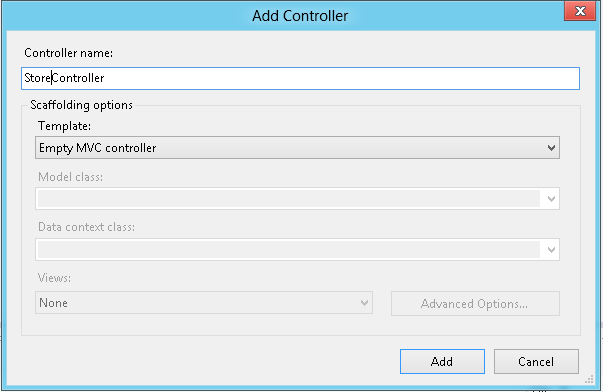 Add Controller
Controller name:
StoreController
Scaffolding options
Template:
Empty MVC controller
Model class:
Data context class:
Views:
None
Advanced Options...
Add
Cancel